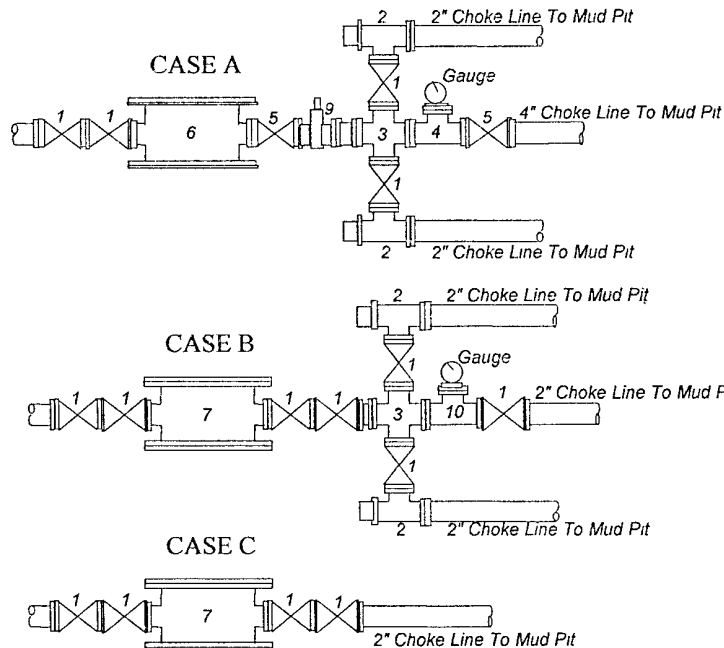 2 2" Choke Line To Mud Pit
CASE A
1 Gauge
1 1 6 5 9 3 4 5 4" Choke Line To Mud Pit
1
2 2" Choke Line To Mud Pit
2 2" Choke Line To Mud Pit
CASE B
1 Gauge
1 1 7 1 1 3 10 1 2" Choke Line To Mud P
1
2 2" Choke Line To Mud Pit
CASE C
1 1 7 1 1
2" Choke Line To Mud Pit